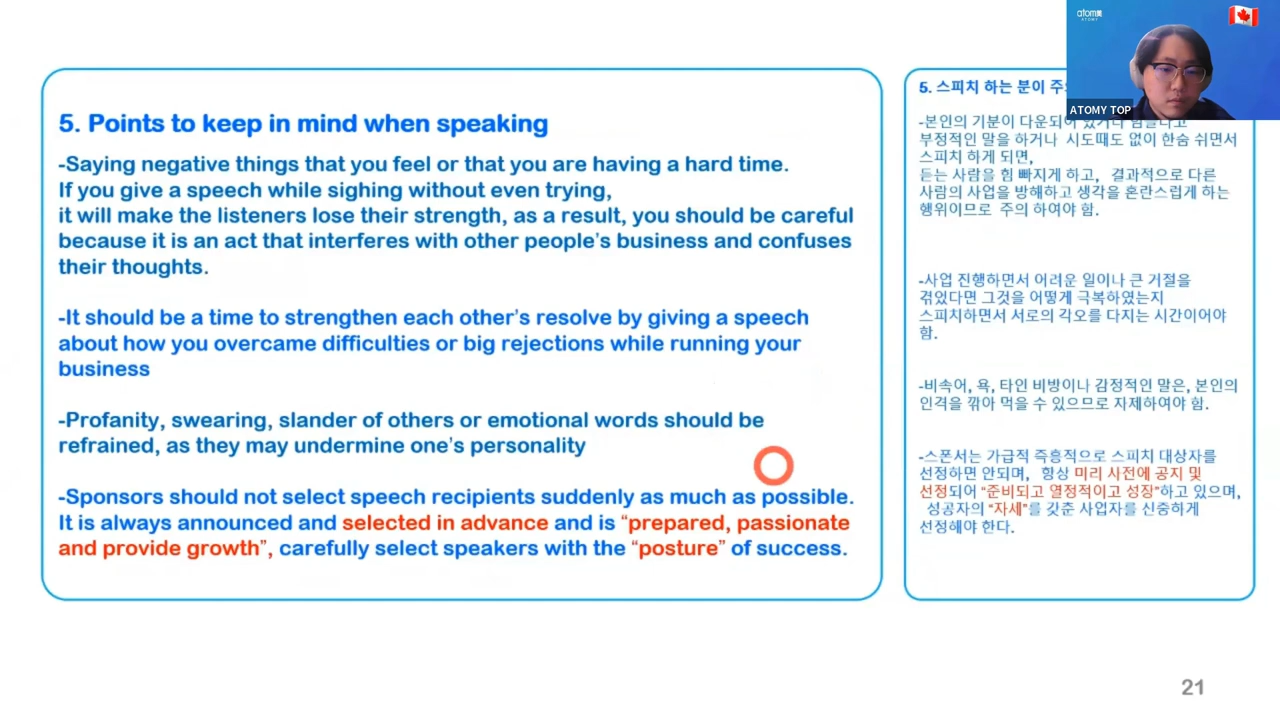 5. Points to keep in mind when speaking
-Saying negative things that you feel or that you are having a hard time.
If you give a speech while sighing without even trying,
it will make the listeners lose their strength, as a result, you should be careful
because it is an act that interferes with other people's business and confuses
their thoughts.
-It should be a time to strengthen each other's resolve by giving a speech
about how you overcame difficulties or big rejections while running your
business
-Profanity, swearing, slander of others or emotional words should be
refrained, as they may undermine one's personality
-Sponsors should not select speech recipients suddenly as much as possible.
It is always announced and selected in advance and is “prepared, passionate
and provide growth”, carefully select speakers with the “posture” of success.
5. 스피치 하는 분이
-본인의 기분이 다운되어 있거나 힘들다고
부정적인 말을 하거나 시도때도 없이 한숨 쉬면서
스피치 하게 되면,
듣는 사람을 힘 빠지게 하고, 결과적으로 다른
사람의 사업을 방해하고 생각을 혼란스럽게 하는
행위이므로 주의 하여야 함.
-사업 진행하면서 어려운 일이나 큰 거절을
겪었다면 그것을 어떻게 극복하였는지
스피치하면서 서로의 각오를 다지는 시간이어야
함.
-비속어, 욕, 타인 비방이나 감정적인 말은, 본인의
인격을 깎아 먹을 수 있으므로 자제하여야 함.
-스폰서는 가급적 즉흥적으로 스피치 대상자를
선정하면 안되며, 항상 미리 사전에 공지 및
선정되어 “준비되고 열정적이고 성장”하고 있으며,
성공자의 “자세”를 갖춘 사업자를 신중하게
선정해야 한다.
atom美
ATOMY
ATOMY TOP
21